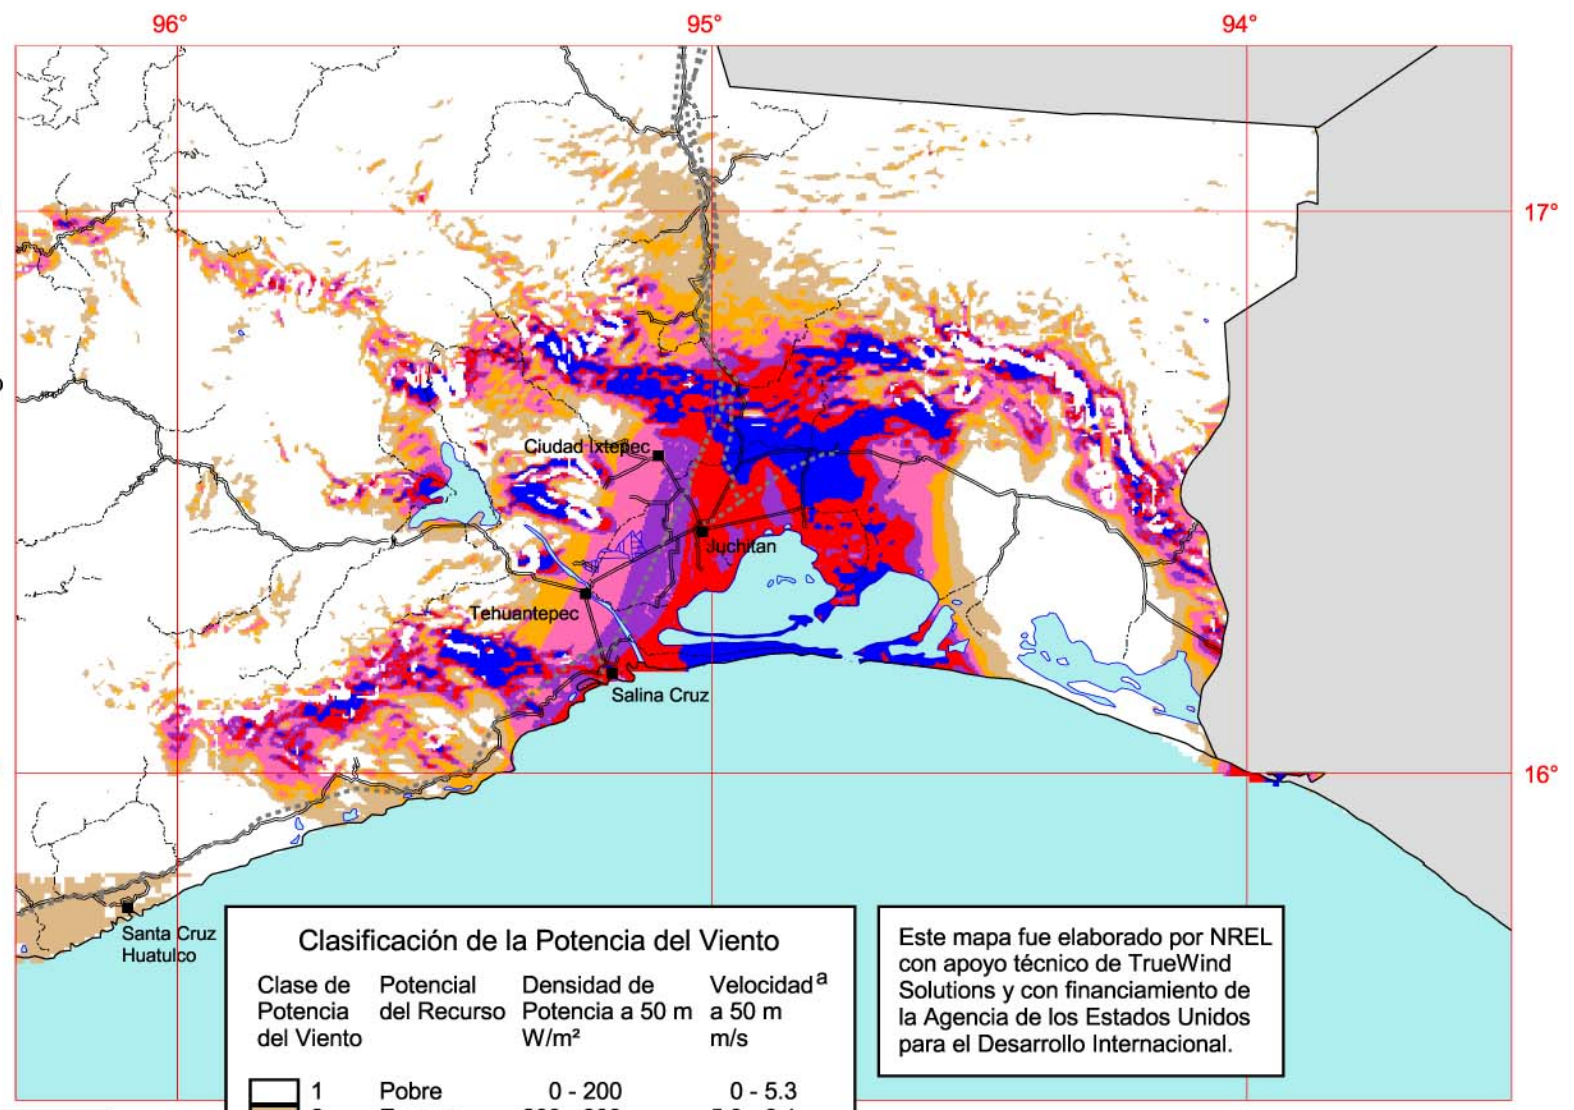 96°
95°
94°
17°
Ciudad Ixtepec
Juchitan
Tehuantepec
Salina Cruz
16°
Santa Cruz
Huatulco
Clasificación de la Potencia del Viento
Clase de Potencia del Viento
Potencial del Recurso
Densidad de Potencia a 50 m W/m²
Velocidad a a 50 m m/s
1 Pobre 0 - 200 0 - 5.3
Este mapa fue elaborado por NREL
con apoyo técnico de TrueWind
Solutions y con financiamiento de
la Agencia de los Estados Unidos
para el Desarrollo Internacional.